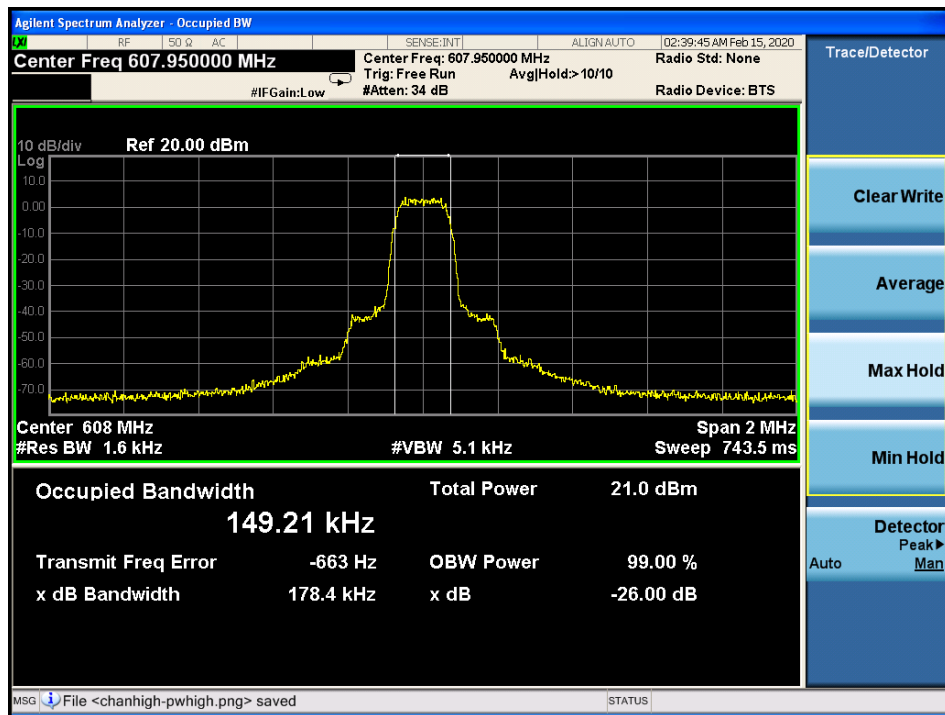 Agilent Spectrum Analyzer - Occupied BW
LXI RF 50 Ω AC SENSE:INT ALIGN AUTO 02:39:45 AM Feb 15, 2020
Center Freq 607.950000 MHz
Center Freq: 607.950000 MHz
Radio Std: None
Trig: Free Run Avg|Hold:>10/10
#IFGain:Low
#Atten: 34 dB
Radio Device: BTS
10 dB/div Ref 20.00 dBm
Log
10.0
0.00
-10.0
-20.0
-30.0
-40.0
-50.0
-60.0
-70.0
Center 608 MHz Span 2 MHz
#Res BW 1.6 kHz #VBW 5.1 kHz Sweep 743.5 ms
Occupied Bandwidth Total Power 21.0 dBm
149.21 kHz
Transmit Freq Error -663 Hz OBW Power 99.00 %
x dB Bandwidth 178.4 kHz x dB -26.00 dB
Trace/Detector
Clear Write
Average
Max Hold
Min Hold
Detector
Peak▶
Auto Man
MSG File <chanhigh-pwhigh.png> saved STATUS